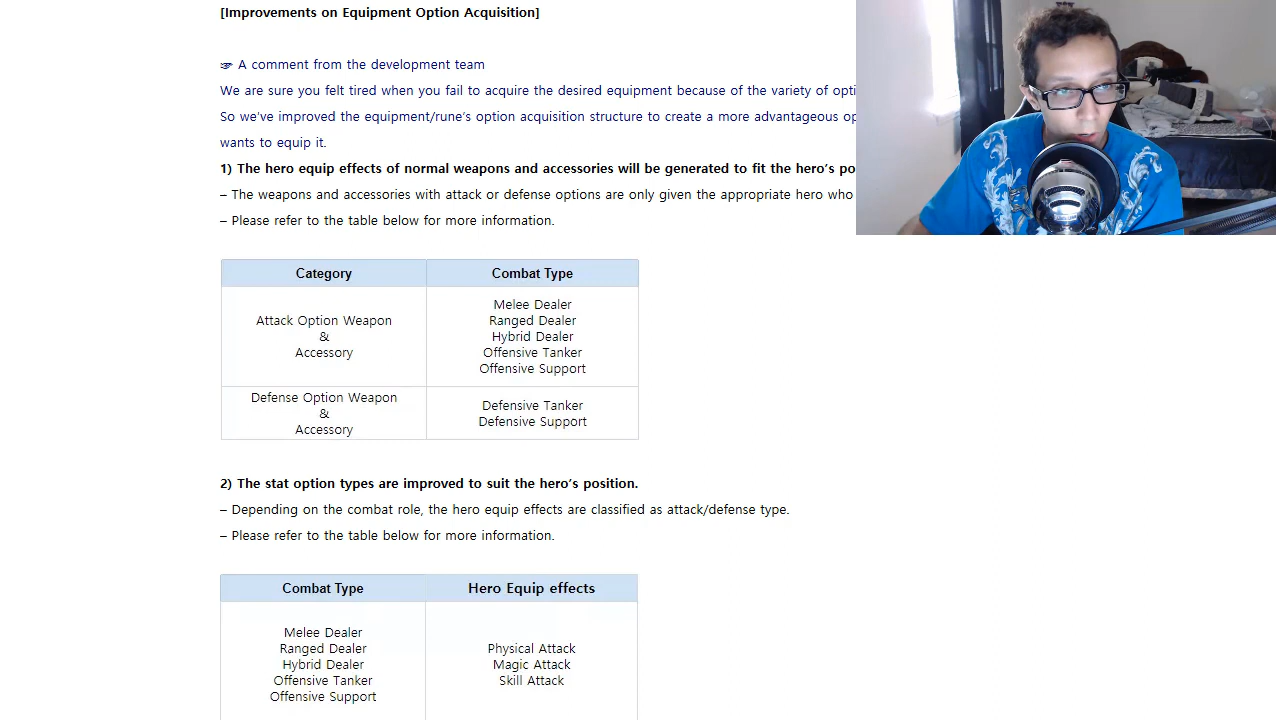 [Improvements on Equipment Option Acquisition]
☞ A comment from the development team
We are sure you felt tired when you fail to acquire the desired equipment because of the variety of opti
So we've improved the equipment/rune's option acquisition structure to create a more advantageous op
wants to equip it.
1) The hero equip effects of normal weapons and accessories will be generated to fit the hero's po
– The weapons and accessories with attack or defense options are only given the appropriate hero who
– Please refer to the table below for more information.
Category Combat Type
Attack Option Weapon
&
Accessory
Melee Dealer
Ranged Dealer
Hybrid Dealer
Offensive Tanker
Offensive Support
Defense Option Weapon
&
Accessory
Defensive Tanker
Defensive Support
2) The stat option types are improved to suit the hero's position.
– Depending on the combat role, the hero equip effects are classified as attack/defense type.
– Please refer to the table below for more information.
Combat Type Hero Equip effects
Melee Dealer
Ranged Dealer
Hybrid Dealer
Offensive Tanker
Offensive Support
Physical Attack
Magic Attack
Skill Attack